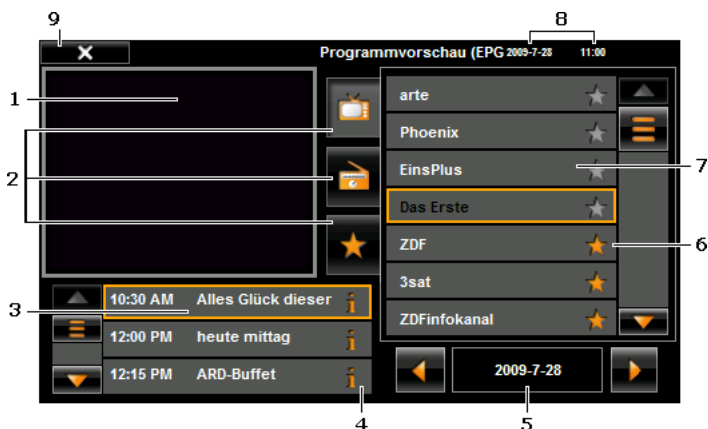 9
8
Programmvorschau (EPG 2009-7-28 11:00
1
arte
Phoenix
2
EinsPlus
7
Das Erste
ZDF
6
3sat
ZDFinfokanal
3
10:30 AM Alles Glück dieser
12:00 PM heute mittag
12:15 PM ARD-Buffet
2009-7-28
4
5